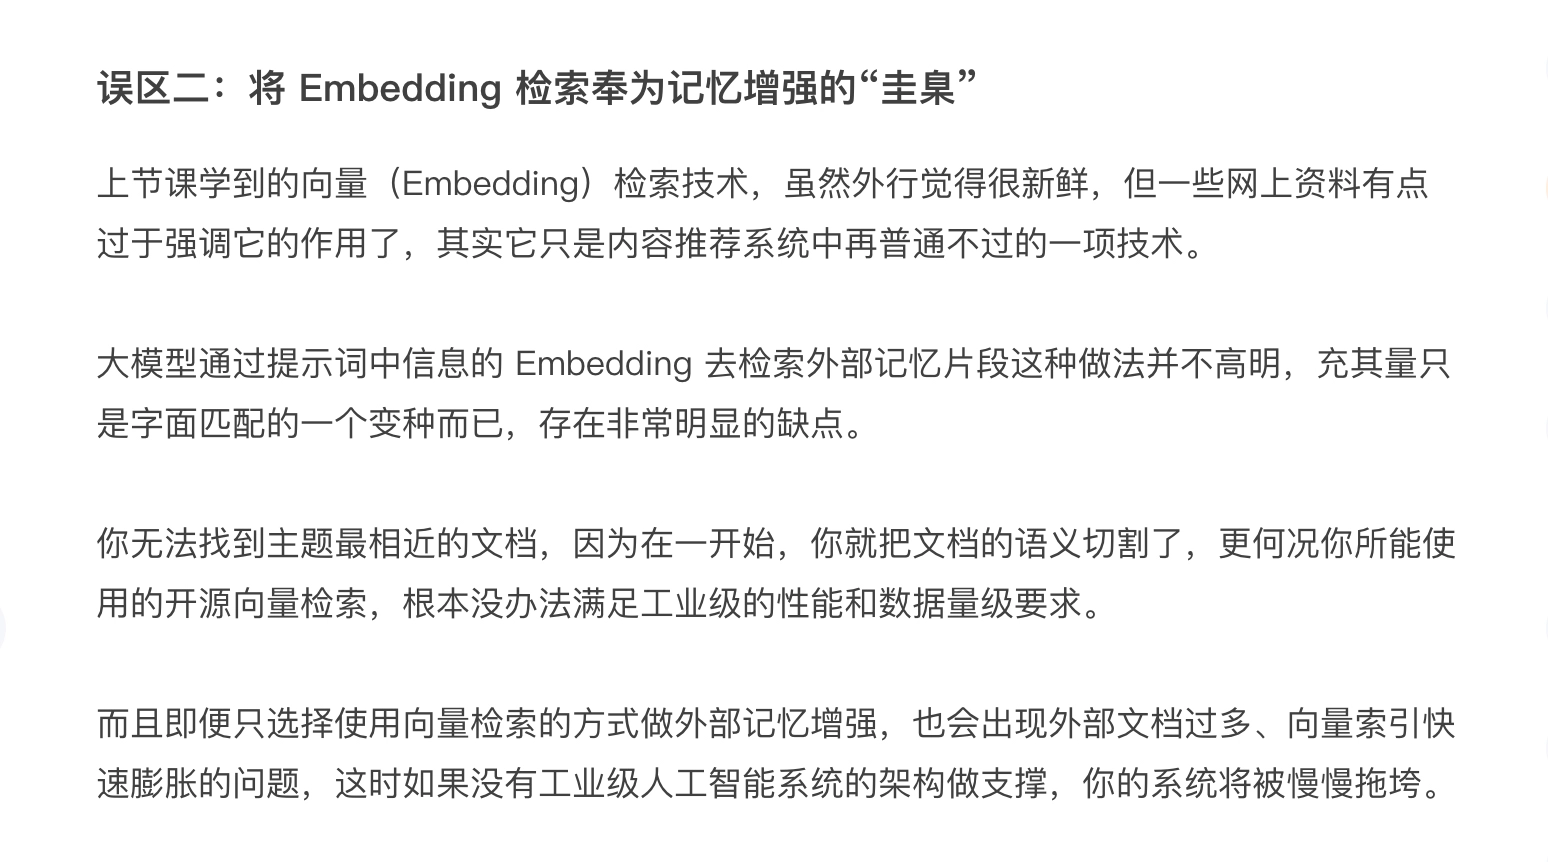 误区二：将 Embedding 检索奉为记忆增强的“圭臬”
上节课学到的向量（Embedding）检索技术，虽然外行觉得很新鲜，但一些网上资料有点
过于强调它的作用了，其实它只是内容推荐系统中再普通不过的一项技术。
大模型通过提示词中信息的 Embedding 去检索外部记忆片段这种做法并不高明，充其量只
是字面匹配的一个变种而已，存在非常明显的缺点。
你无法找到主题最相近的文档，因为在一开始，你就把文档的语义切割了，更何况你所能使
用的开源向量检索，根本没办法满足工业级的性能和数据量级要求。
而且即便只选择使用向量检索的方式做外部记忆增强，也会出现外部文档过多、向量索引快
速膨胀的问题，这时如果没有工业级人工智能系统的架构做支撑，你的系统将被慢慢拖垮。